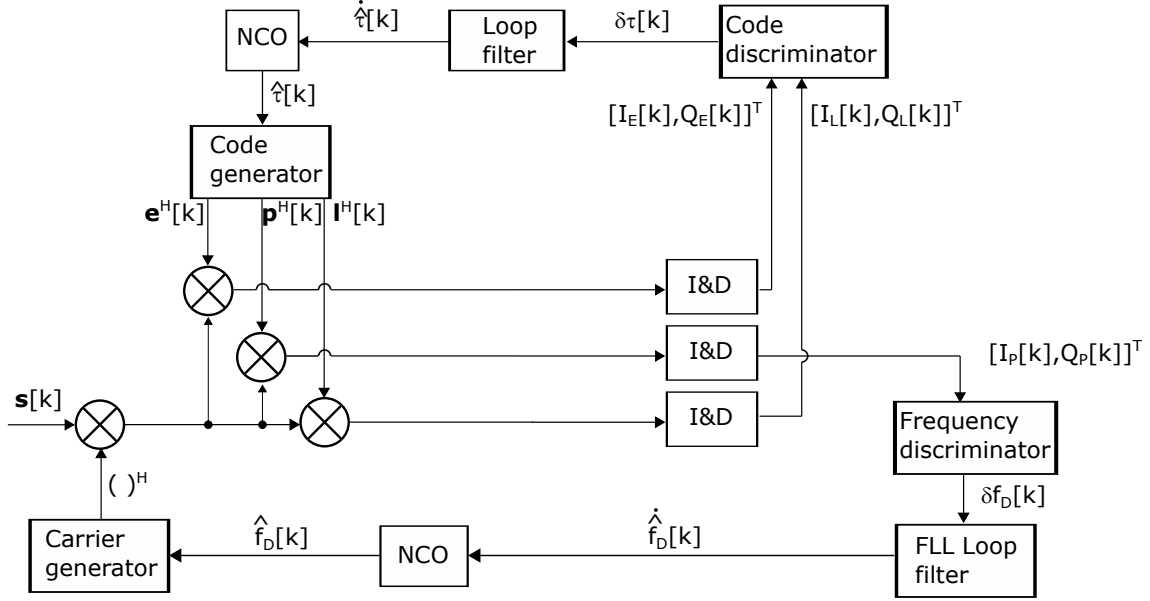 NCO
τ̂̇[k]
Loop
filter
δτ[k]
Code
discriminator
τ̂[k]
[I_E[k],Q_E[k]]^T
[I_L[k],Q_L[k]]^T
Code
generator
e^H[k]
p^H[k]
l^H[k]
I&D
I&D
[I_P[k],Q_P[k]]^T
s[k]
I&D
Frequency
discriminator
( )^H
δf_D[k]
Carrier
generator
f̂_D[k]
NCO
f̂̇_D[k]
FLL Loop
filter